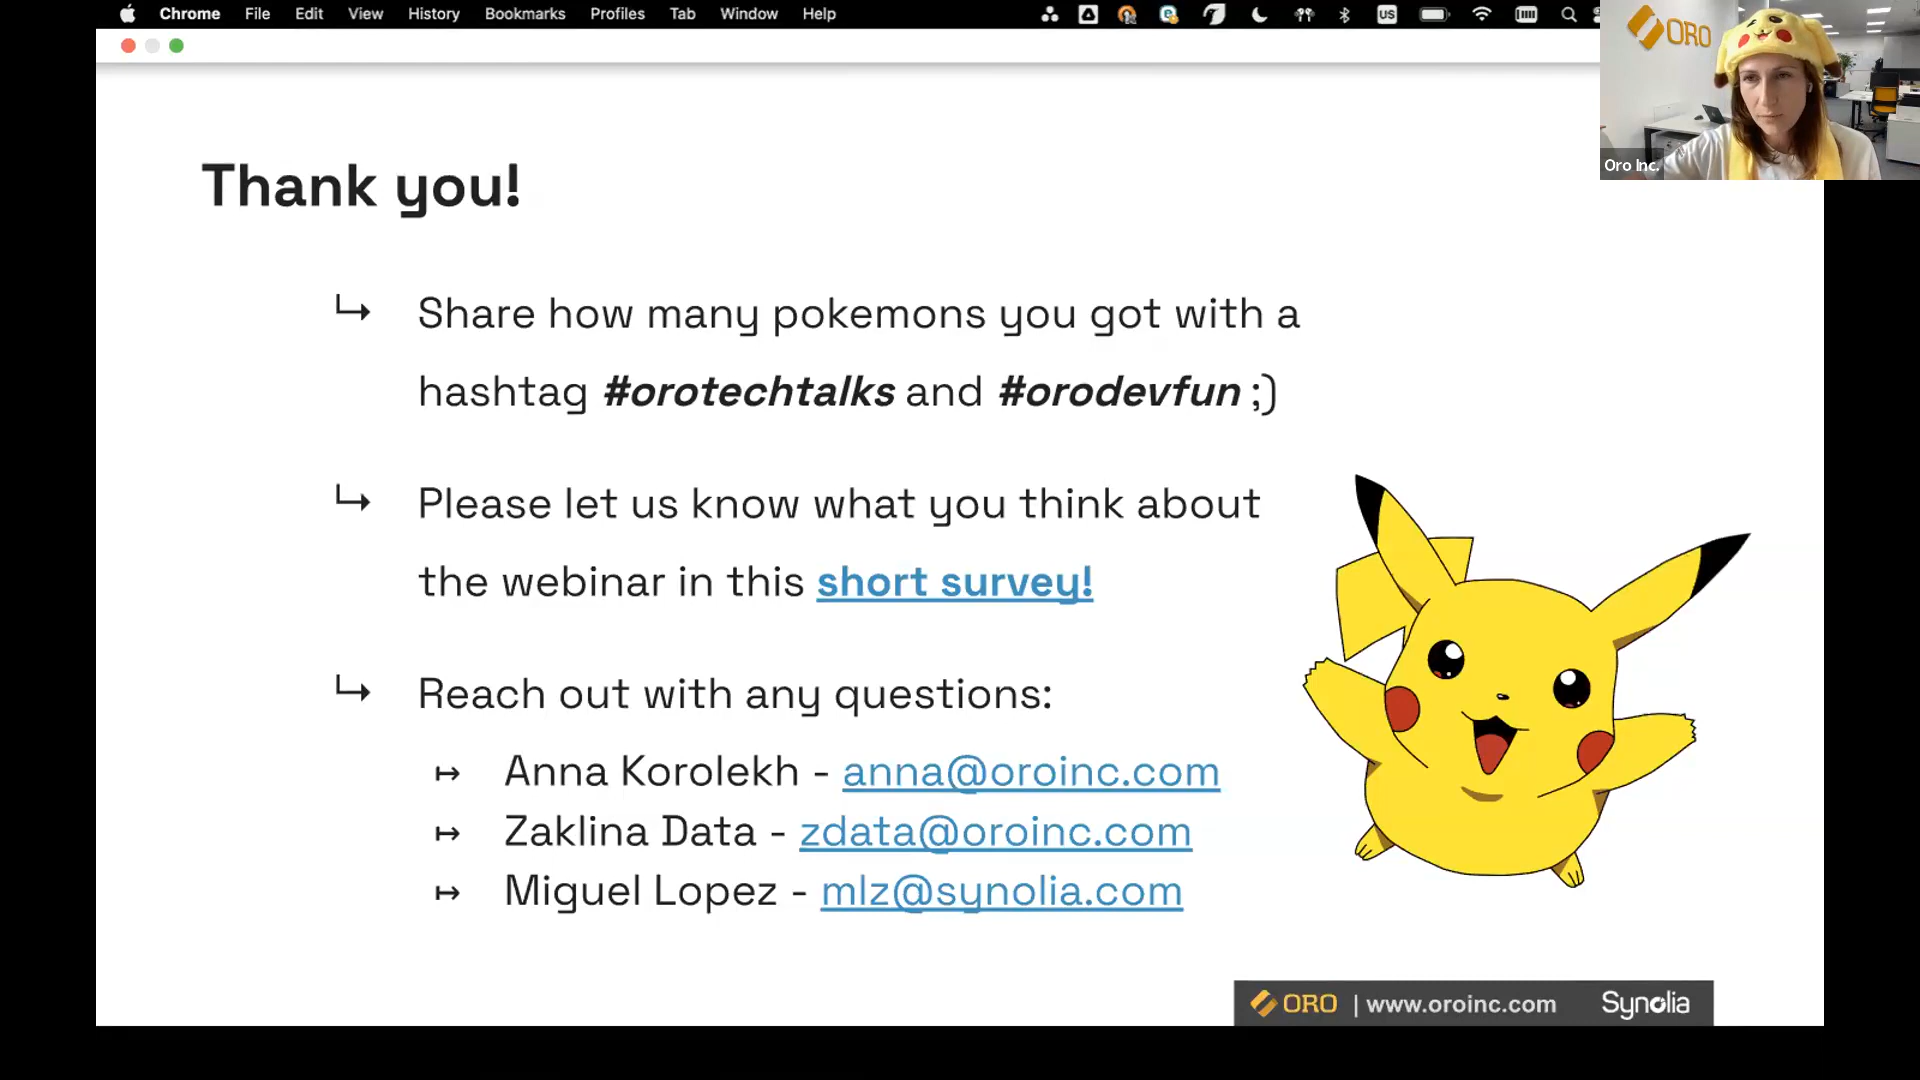 Chrome File Edit View History Bookmarks Profiles Tab Window Help
US
ORO
Oro Inc.
Thank you!
↳ Share how many pokemons you got with a
hashtag #orotechtalks and #orodevfun ;)
↳ Please let us know what you think about
the webinar in this short survey!
↳ Reach out with any questions:
↦ Anna Korolekh - anna@oroinc.com
↦ Zaklina Data - zdata@oroinc.com
↦ Miguel Lopez - mlz@synolia.com
ORO | www.oroinc.com Synolia